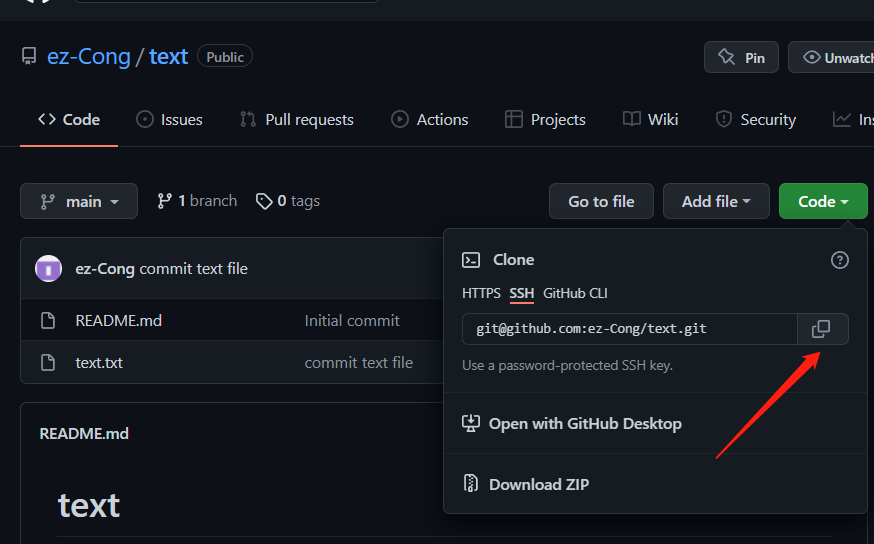 ez-Cong / text Public Pin Unwatch
Code Issues Pull requests Actions Projects Wiki Security Ins
main 1 branch 0 tags Go to file Add file Code
ez-Cong commit text file
README.md Initial commit
text.txt commit text file
README.md
text
Clone
HTTPS SSH GitHub CLI
git@github.com:ez-Cong/text.git
Use a password-protected SSH key.
Open with GitHub Desktop
Download ZIP